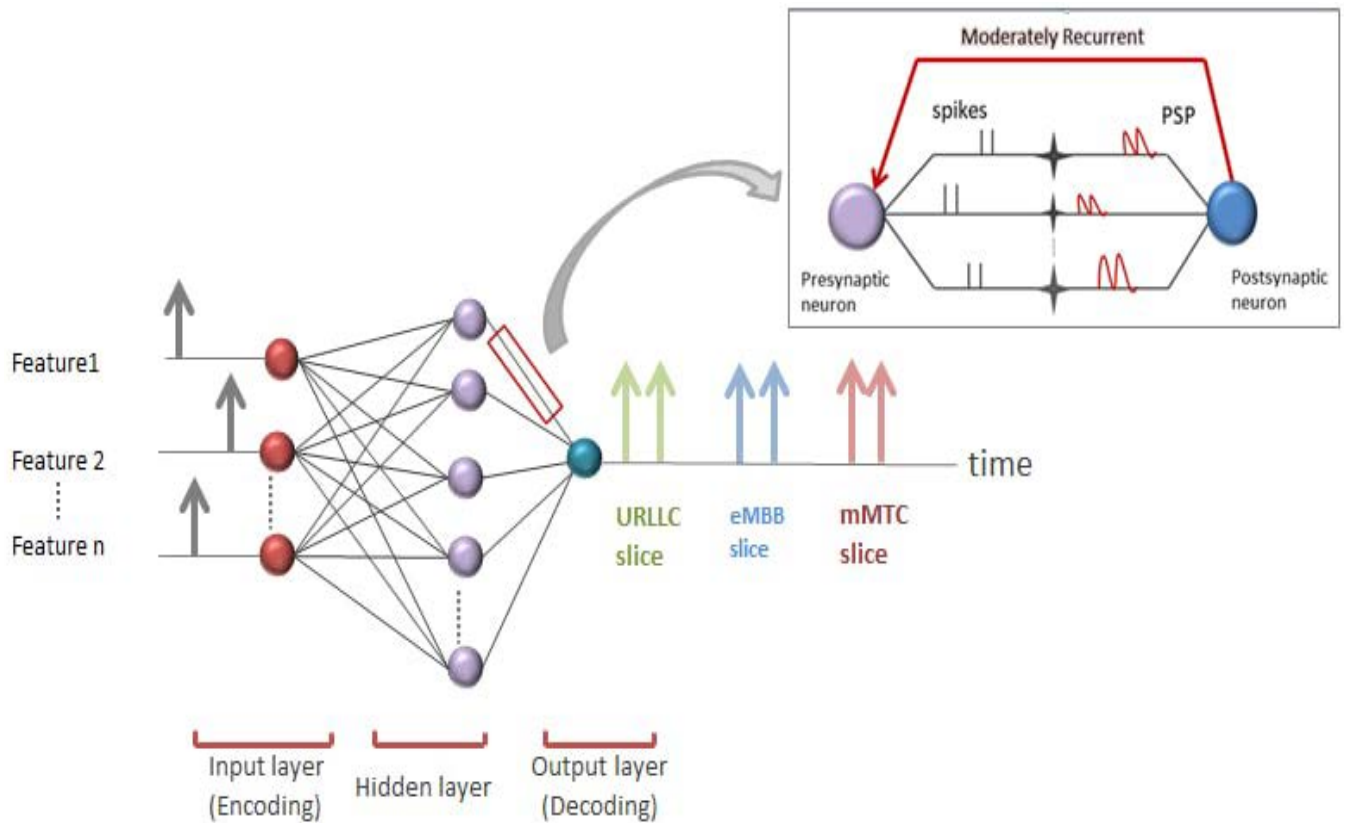 Moderately Recurrent
spikes
PSP
Presynaptic
neuron
Postsynaptic
neuron
Feature1
Feature 2
Feature n
time
URLLC
slice
eMBB
slice
mMTC
slice
Input layer
(Encoding)
Hidden layer
Output layer
(Decoding)